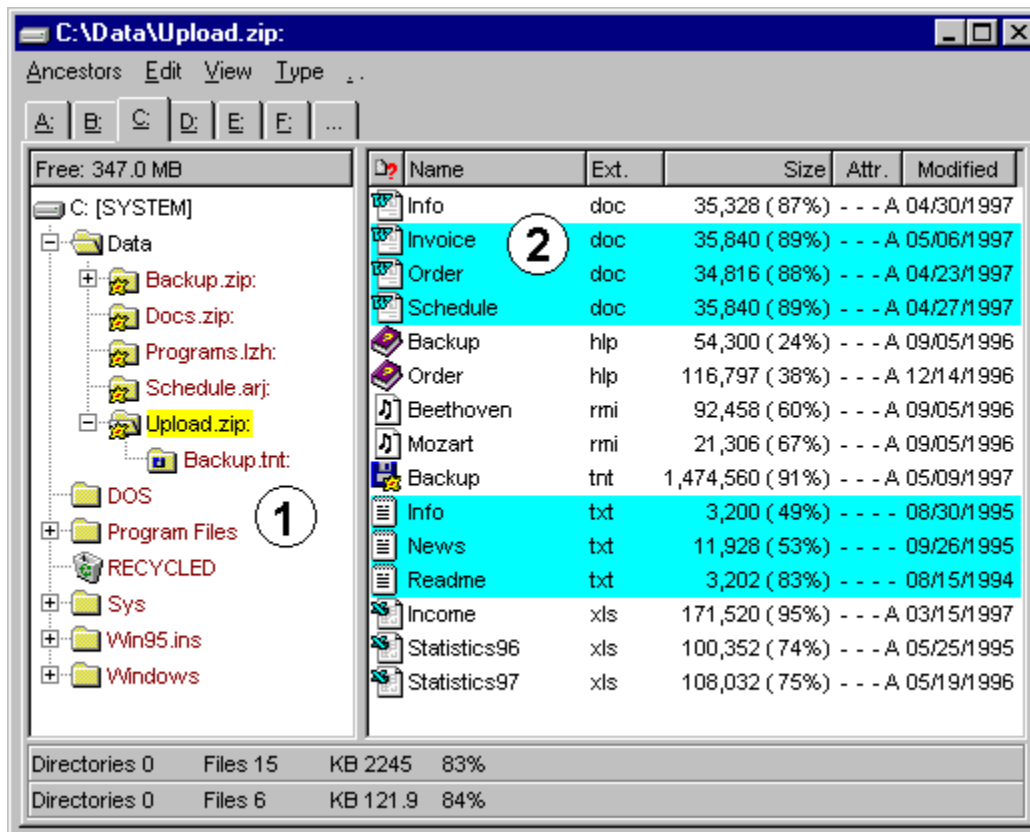 C:\Data\Upload.zip:
Ancestors Edit View Type . .
A: B: C: D: E: F: ...
Free: 347.0 MB
C: [SYSTEM]
Data
Backup.zip:
Docs.zip:
Programs.lzh:
Schedule.arj:
Upload.zip:
Backup.tnt:
DOS
Program Files
RECYCLED
Sys
Win95.ins
Windows
1
Name Ext. Size Attr. Modified
Info doc 35,328 (87%) - - - A 04/30/1997
Invoice doc 35,840 (89%) - - - A 05/06/1997
Order doc 34,816 (88%) - - - A 04/23/1997
Schedule doc 35,840 (89%) - - - A 04/27/1997
Backup hlp 54,300 (24%) - - - A 09/05/1996
Order hlp 116,797 (38%) - - - A 12/14/1996
Beethoven rmi 92,458 (60%) - - - A 09/05/1996
Mozart rmi 21,306 (67%) - - - A 09/05/1996
Backup tnt 1,474,560 (91%) - - - A 05/09/1997
Info txt 3,200 (49%) - - - - 08/30/1995
News txt 11,928 (53%) - - - - 09/26/1995
Readme txt 3,202 (83%) - - - - 08/15/1994
Income xls 171,520 (95%) - - - A 03/15/1997
Statistics96 xls 100,352 (74%) - - - A 05/25/1995
Statistics97 xls 108,032 (75%) - - - A 05/19/1996
2
Directories 0 Files 15 KB 2245 83%
Directories 0 Files 6 KB 121.9 84%